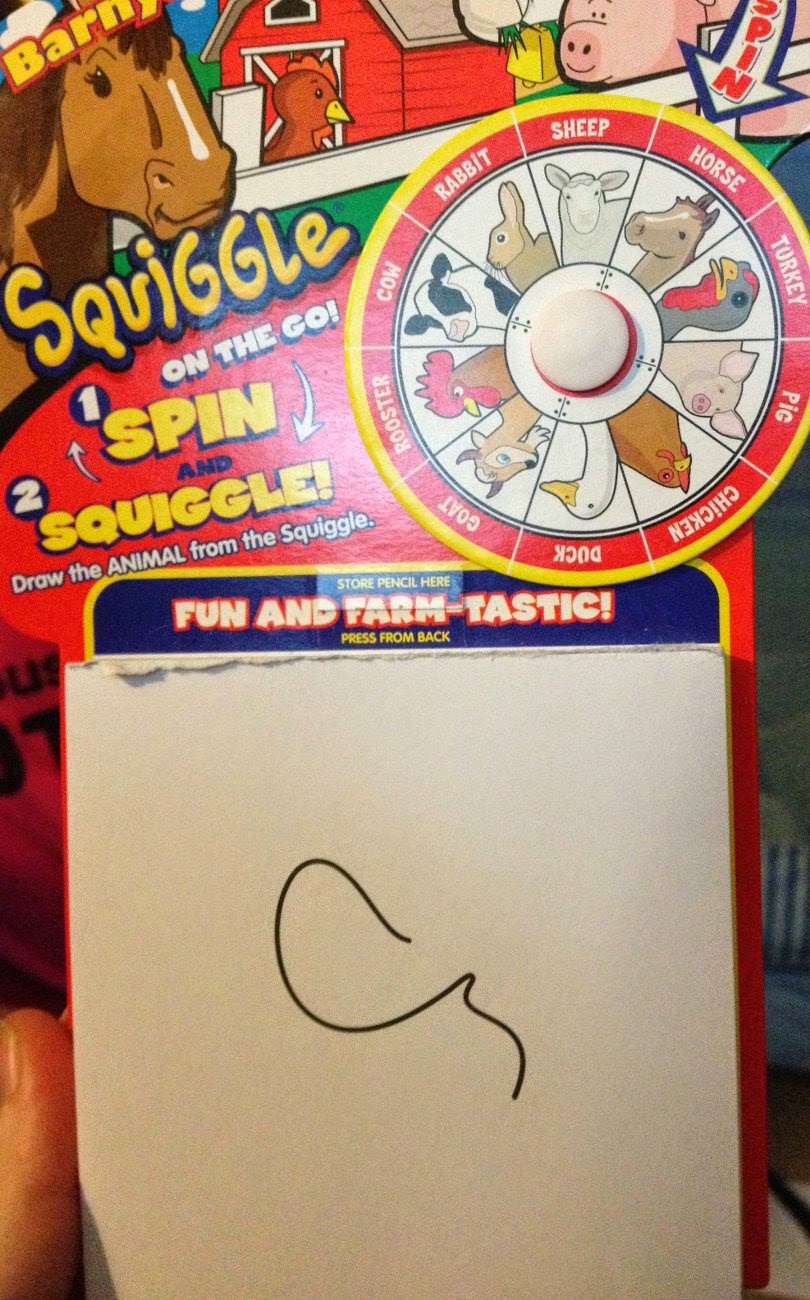 Barny
SPIN
SQUIGGLE®
ON THE GO!
1 SPIN
AND
2 SQUIGGLE!
Draw the ANIMAL from the Squiggle.
SHEEP
HORSE
TURKEY
PIG
CHICKEN
DUCK
GOAT
ROOSTER
COW
RABBIT
STORE PENCIL HERE
FUN AND FARM-TASTIC!
PRESS FROM BACK